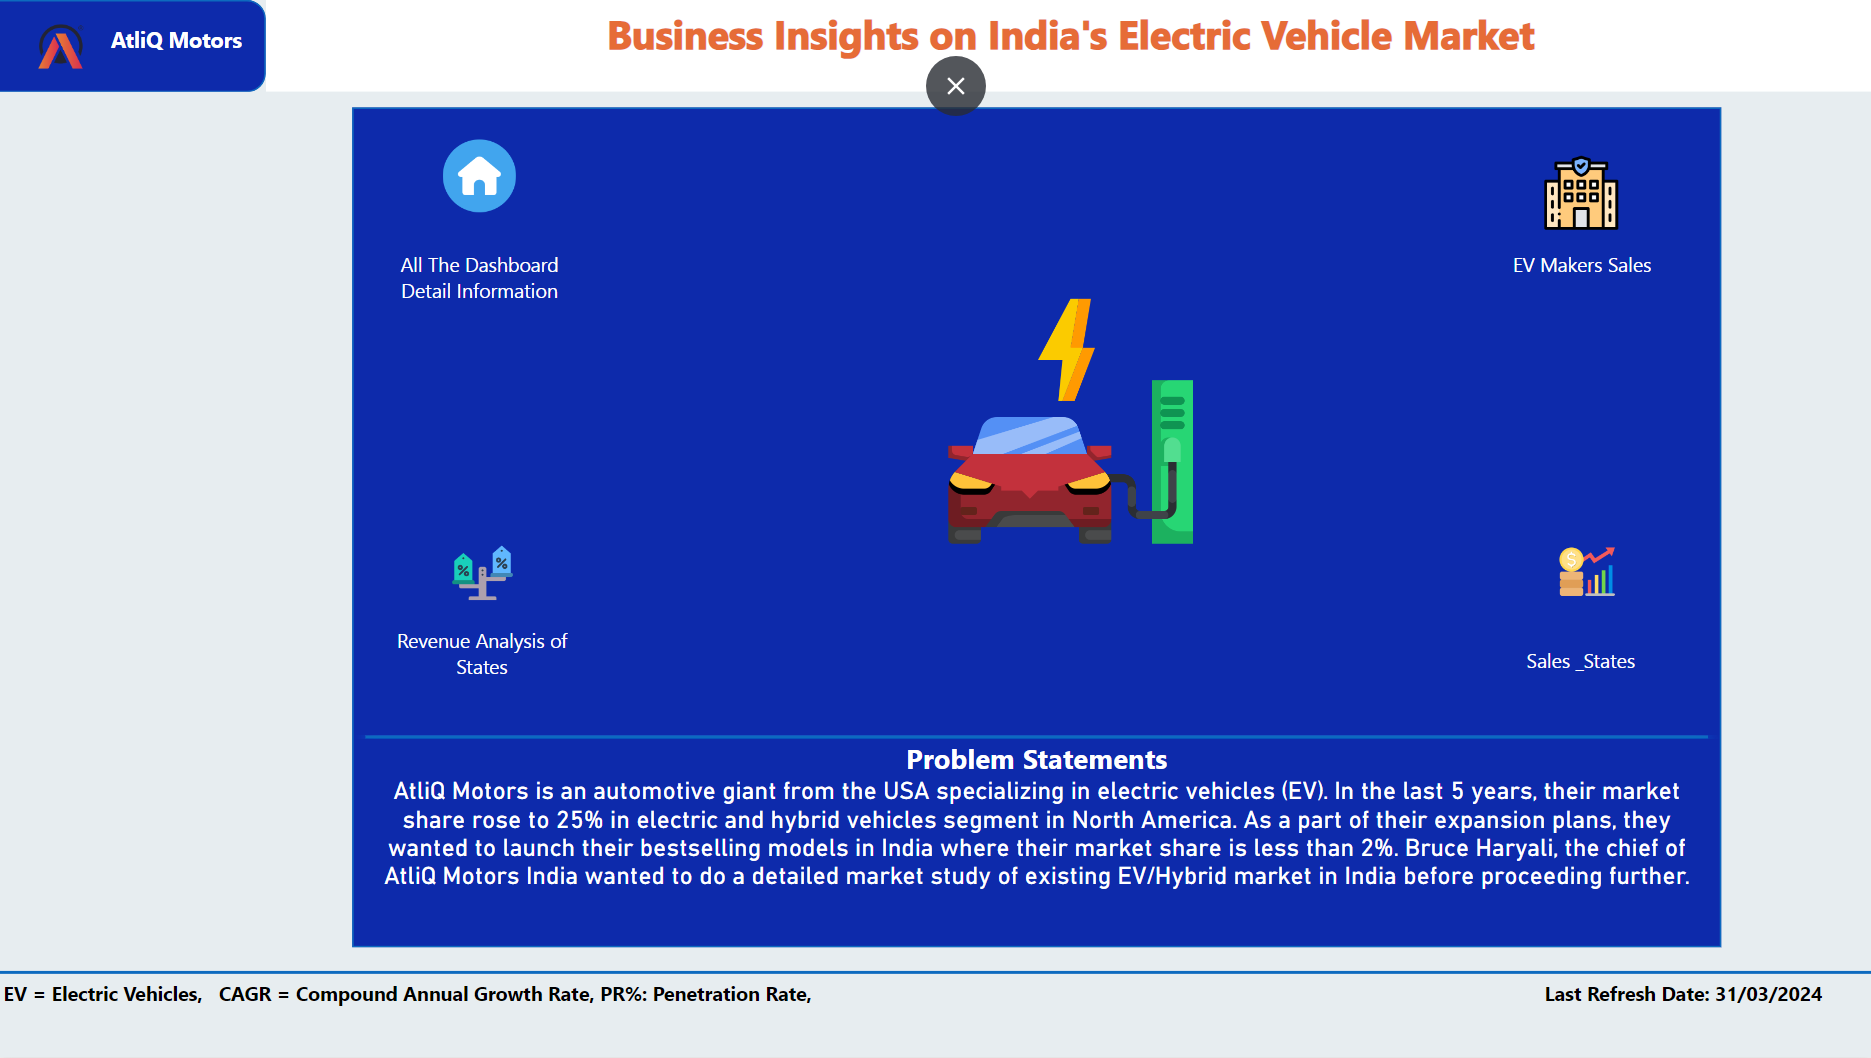 AtliQ Motors
Business Insights on India's Electric Vehicle Market
All The Dashboard
Detail Information
EV Makers Sales
%
%
$
Revenue Analysis of
States
Sales _States
Problem Statements
AtliQ Motors is an automotive giant from the USA specializing in electric vehicles (EV). In the last 5 years, their market
share rose to 25% in electric and hybrid vehicles segment in North America. As a part of their expansion plans, they
wanted to launch their bestselling models in India where their market share is less than 2%. Bruce Haryali, the chief of
AtliQ Motors India wanted to do a detailed market study of existing EV/Hybrid market in India before proceeding further.
EV = Electric Vehicles,   CAGR = Compound Annual Growth Rate, PR%: Penetration Rate,
Last Refresh Date: 31/03/2024